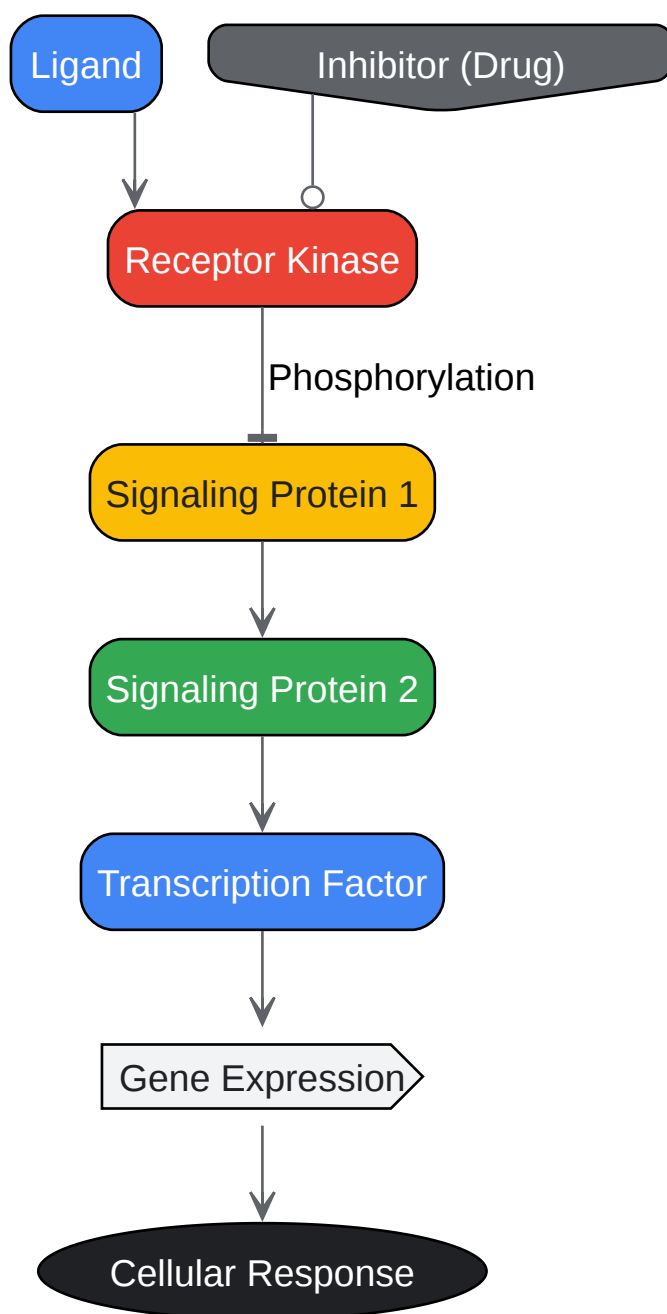 Ligand
Inhibitor (Drug)
Receptor Kinase
Phosphorylation
Signaling Protein 1
Signaling Protein 2
Transcription Factor
Gene Expression
Cellular Response